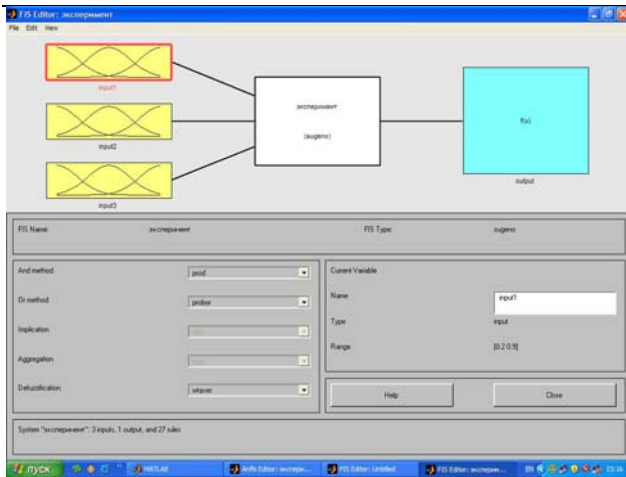 FIS Editor: эксперимент
File Edit View
input1
input2
input3
эксперимент
(sugeno)
f(u)
output
FIS Name: эксперимент FIS Type: sugeno
And method prod
Or method probor
Implication
Aggregation
Defuzzification wtaver
Current Variable
Name input1
Type input
Range [0.2 0.9]
Help Close
System "эксперимент": 3 inputs, 1 output, and 27 rules
пуск MATLAB Anfis Editor: экспери... FIS Editor: Untitled FIS Editor: эксперим... EN 23:16